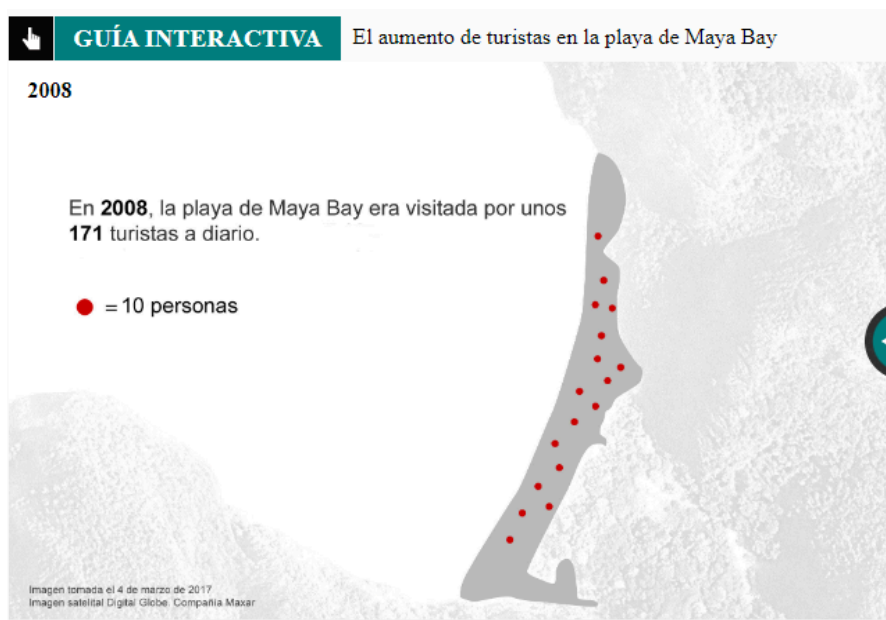 GUÍA INTERACTIVA El aumento de turistas en la playa de Maya Bay
2008
En 2008, la playa de Maya Bay era visitada por unos
171 turistas a diario.
= 10 personas
Imagen tomada el 4 de marzo de 2017
Imagen satelital Digital Globe. Compañia Maxar